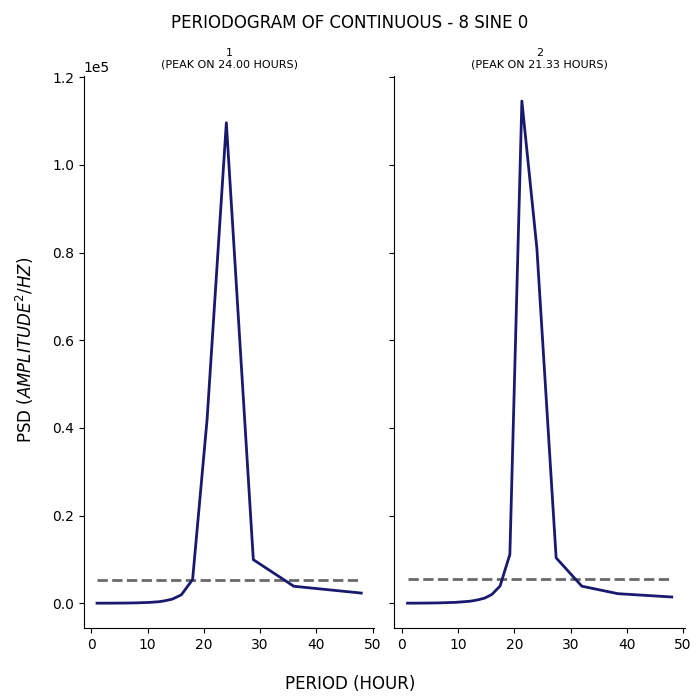 PERIODOGRAM OF CONTINUOUS - 8 SINE 0
1
(PEAK ON 24.00 HOURS)
2
(PEAK ON 21.33 HOURS)
1e5
1.2
1.0
0.8
0.6
0.4
0.2
0.0
PSD (AMPLITUDE²/HZ)
0 10 20 30 40 50
0 10 20 30 40 50
PERIOD (HOUR)